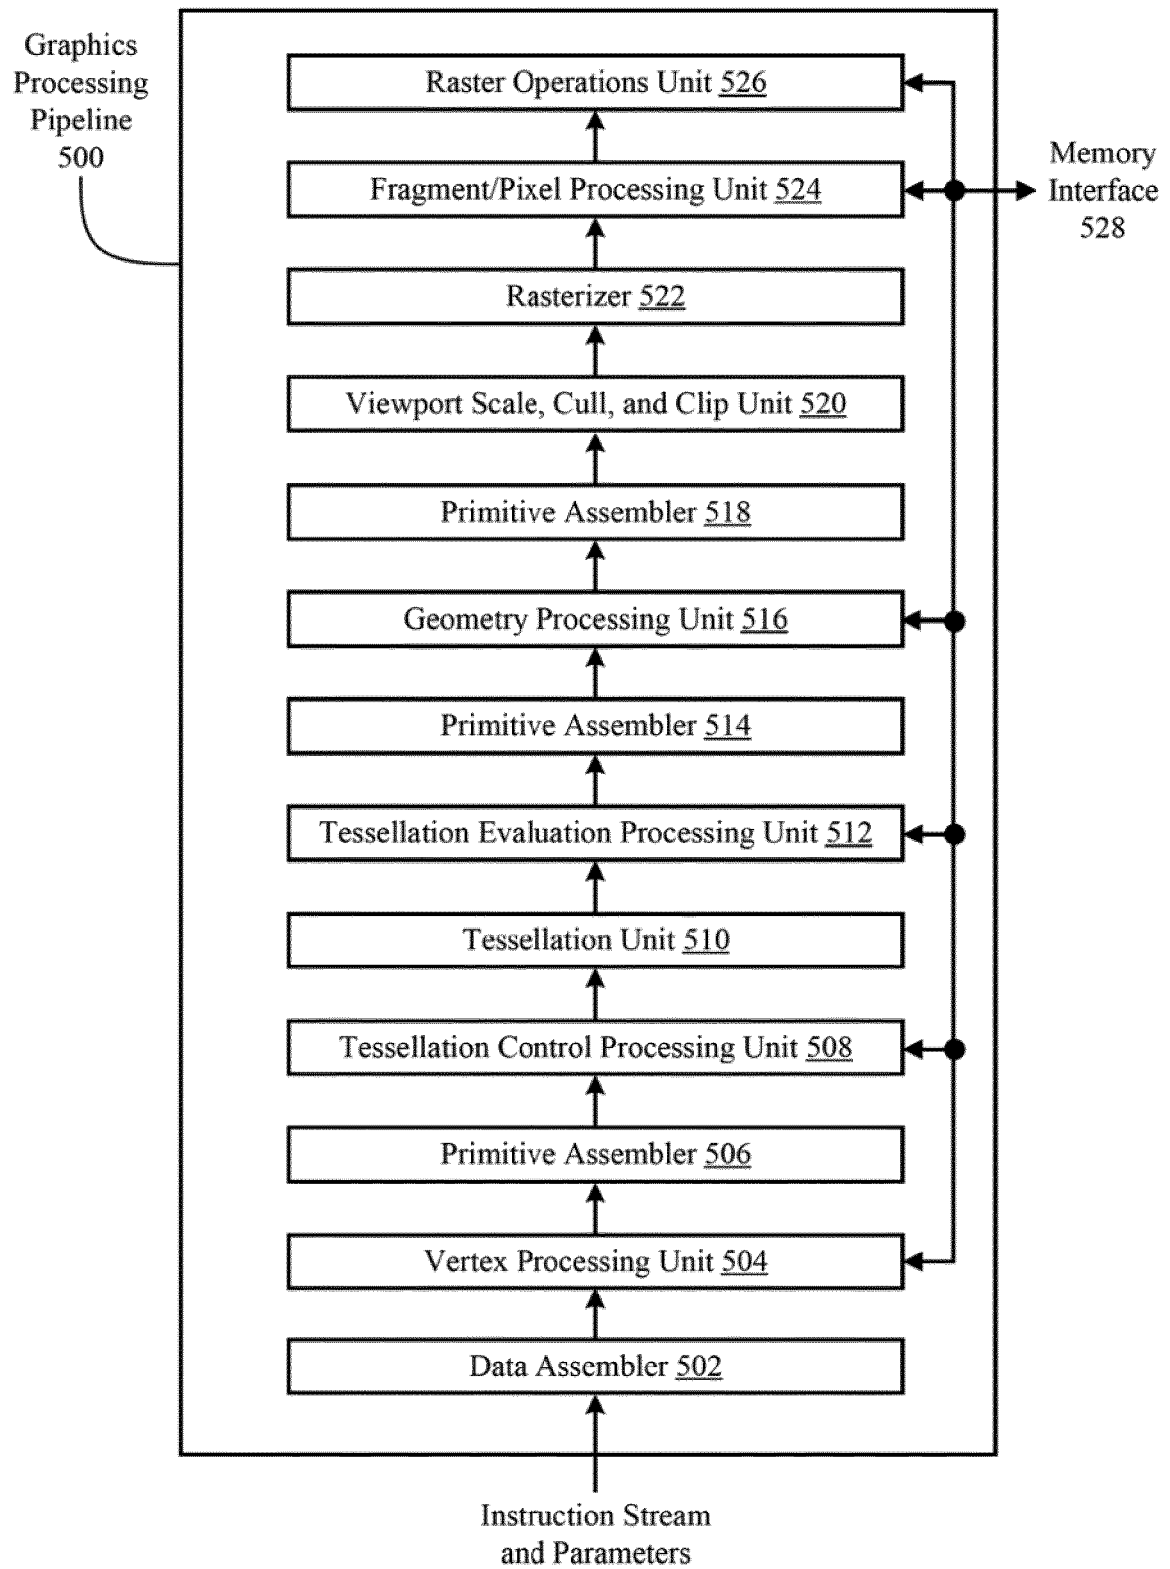 Graphics
Processing
Pipeline
500
Raster Operations Unit 526
Fragment/Pixel Processing Unit 524
Memory
Interface
528
Rasterizer 522
Viewport Scale, Cull, and Clip Unit 520
Primitive Assembler 518
Geometry Processing Unit 516
Primitive Assembler 514
Tessellation Evaluation Processing Unit 512
Tessellation Unit 510
Tessellation Control Processing Unit 508
Primitive Assembler 506
Vertex Processing Unit 504
Data Assembler 502
Instruction Stream
and Parameters